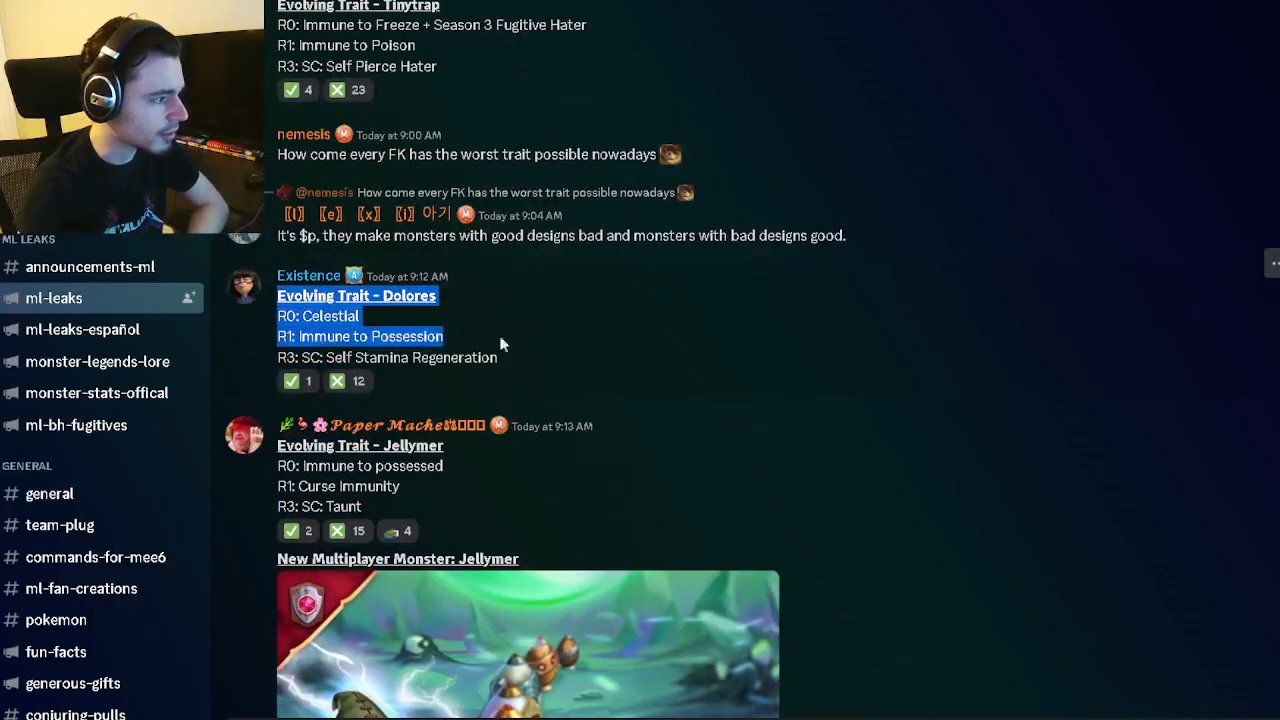 Evolving Trait - Tinytrap
R0: Immune to Freeze + Season 3 Fugitive Hater
R1: Immune to Poison
R3: SC: Self Pierce Hater
4 23
nemesis Today at 9:00 AM
How come every FK has the worst trait possible nowadays
@nemesis How come every FK has the worst trait possible nowadays
〖l〗 〖e〗 〖x〗 〖i〗 아기 Today at 9:04 AM
It's $p, they make monsters with good designs bad and monsters with bad designs good.
Existence Today at 9:12 AM
Evolving Trait - Dolores
R0: Celestial
R1: Immune to Possession
R3: SC: Self Stamina Regeneration
1 12
Paper Mache Today at 9:13 AM
Evolving Trait - Jellymer
R0: Immune to possessed
R1: Curse Immunity
R3: SC: Taunt
2 15 4
New Multiplayer Monster: Jellymer
ML LEAKS
announcements-ml
ml-leaks
ml-leaks-español
monster-legends-lore
monster-stats-offical
ml-bh-fugitives
GENERAL
general
team-plug
commands-for-mee6
ml-fan-creations
pokemon
fun-facts
generous-gifts
conjuring-pulls